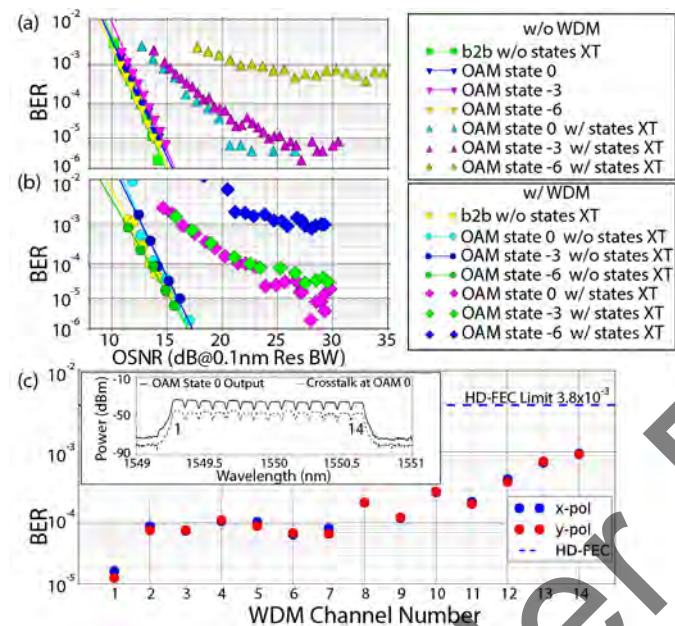 (a)
BER
10⁻²
10⁻³
10⁻⁴
10⁻⁵
10⁻⁶
w/o WDM
b2b w/o states XT
OAM state 0
OAM state -3
OAM state -6
OAM state 0 w/ states XT
OAM state -3 w/ states XT
OAM state -6 w/ states XT
(b)
BER
10⁻²
10⁻³
10⁻⁴
10⁻⁵
10⁻⁶
10 15 20 25 30 35
OSNR (dB@0.1nm Res BW)
w/ WDM
b2b w/o states XT
OAM state 0 w/o states XT
OAM state -3 w/o states XT
OAM state -6 w/o states XT
OAM state 0 w/ states XT
OAM state -3 w/ states XT
OAM state -6 w/ states XT
(c)
BER
10⁻²
10⁻³
10⁻⁴
10⁻⁵
Power (dBm)
-10
-50
-90
OAM State 0 Output
Crosstalk at OAM 0
1
14
1549 1549.5 1550 1550.5 1551
Wavelength (nm)
HD-FEC Limit 3.8x10⁻³
x-pol
y-pol
HD-FEC
1 2 3 4 5 6 7 8 9 10 11 12 13 14
WDM Channel Number